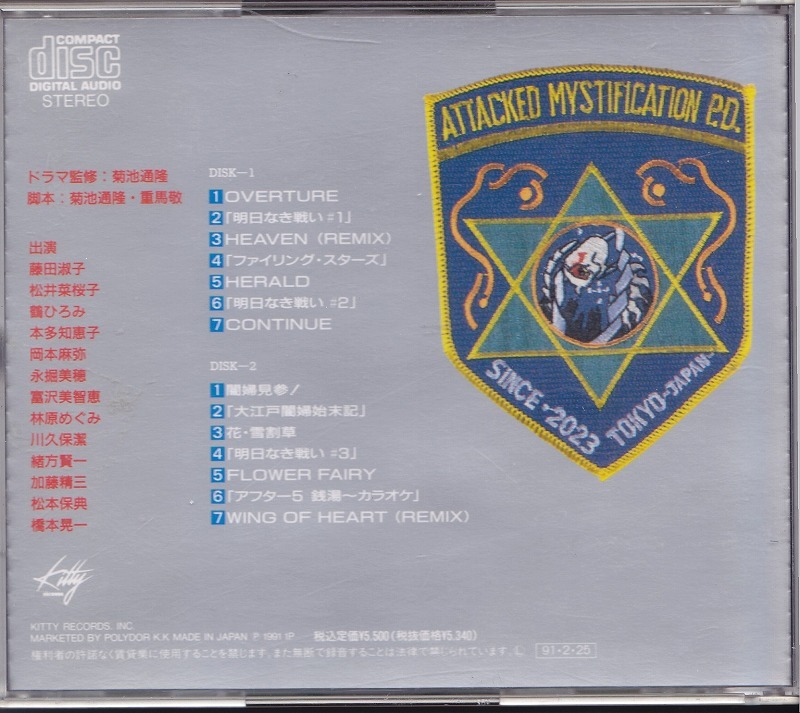 COMPACT
disc
DIGITAL AUDIO
STEREO
ATTACKED MYSTIFICATION P.D.
SINCE-2023 TOKYO-JAPAN-
ドラマ監修：菊池通隆
脚本：菊池通隆・重馬敬
出演
藤田淑子
松井菜桜子
鶴ひろみ
本多知恵子
岡本麻弥
永堀美穂
富沢美智恵
林原めぐみ
川久保潔
緒方賢一
加藤精三
松本保典
橋本晃一
DISK—1
1 OVERTURE
2 「明日なき戦い #1」
3 HEAVEN (REMIX)
4 「ファイリング・スターズ」
5 HERALD
6 「明日なき戦い #2」
7 CONTINUE
DISK—2
1 闇婦見参！
2 「大江戸闇婦始末記」
3 花・雪割草
4 「明日なき戦い #3」
5 FLOWER FAIRY
6 「アフター5 銭湯〜カラオケ」
7 WING OF HEART (REMIX)
Kitty
KITTY RECORDS. INC.
MARKETED BY POLYDOR K.K MADE IN JAPAN P 1991 1P 税込定価¥5,500(税抜価格¥5,340)
権利者の許諾なく賃貸業に使用することを禁じます。また無断で録音することは法律で禁じられています。 L 91・2・25